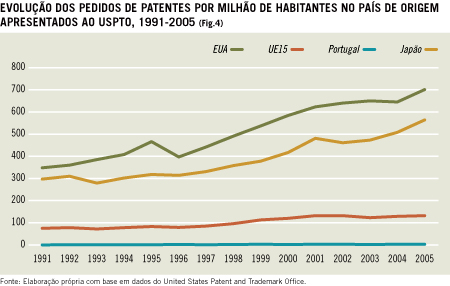 EVOLUÇÃO DOS PEDIDOS DE PATENTES POR MILHÃO DE HABITANTES NO PAÍS DE ORIGEM
APRESENTADOS AO USPTO, 1991-2005 (Fig.4)
EUA UE15 Portugal Japão
800
700
600
500
400
300
200
100
0
1991 1992 1993 1994 1995 1996 1997 1998 1999 2000 2001 2002 2003 2004 2005
Fonte: Elaboração própria com base em dados do United States Patent and Trademark Office.